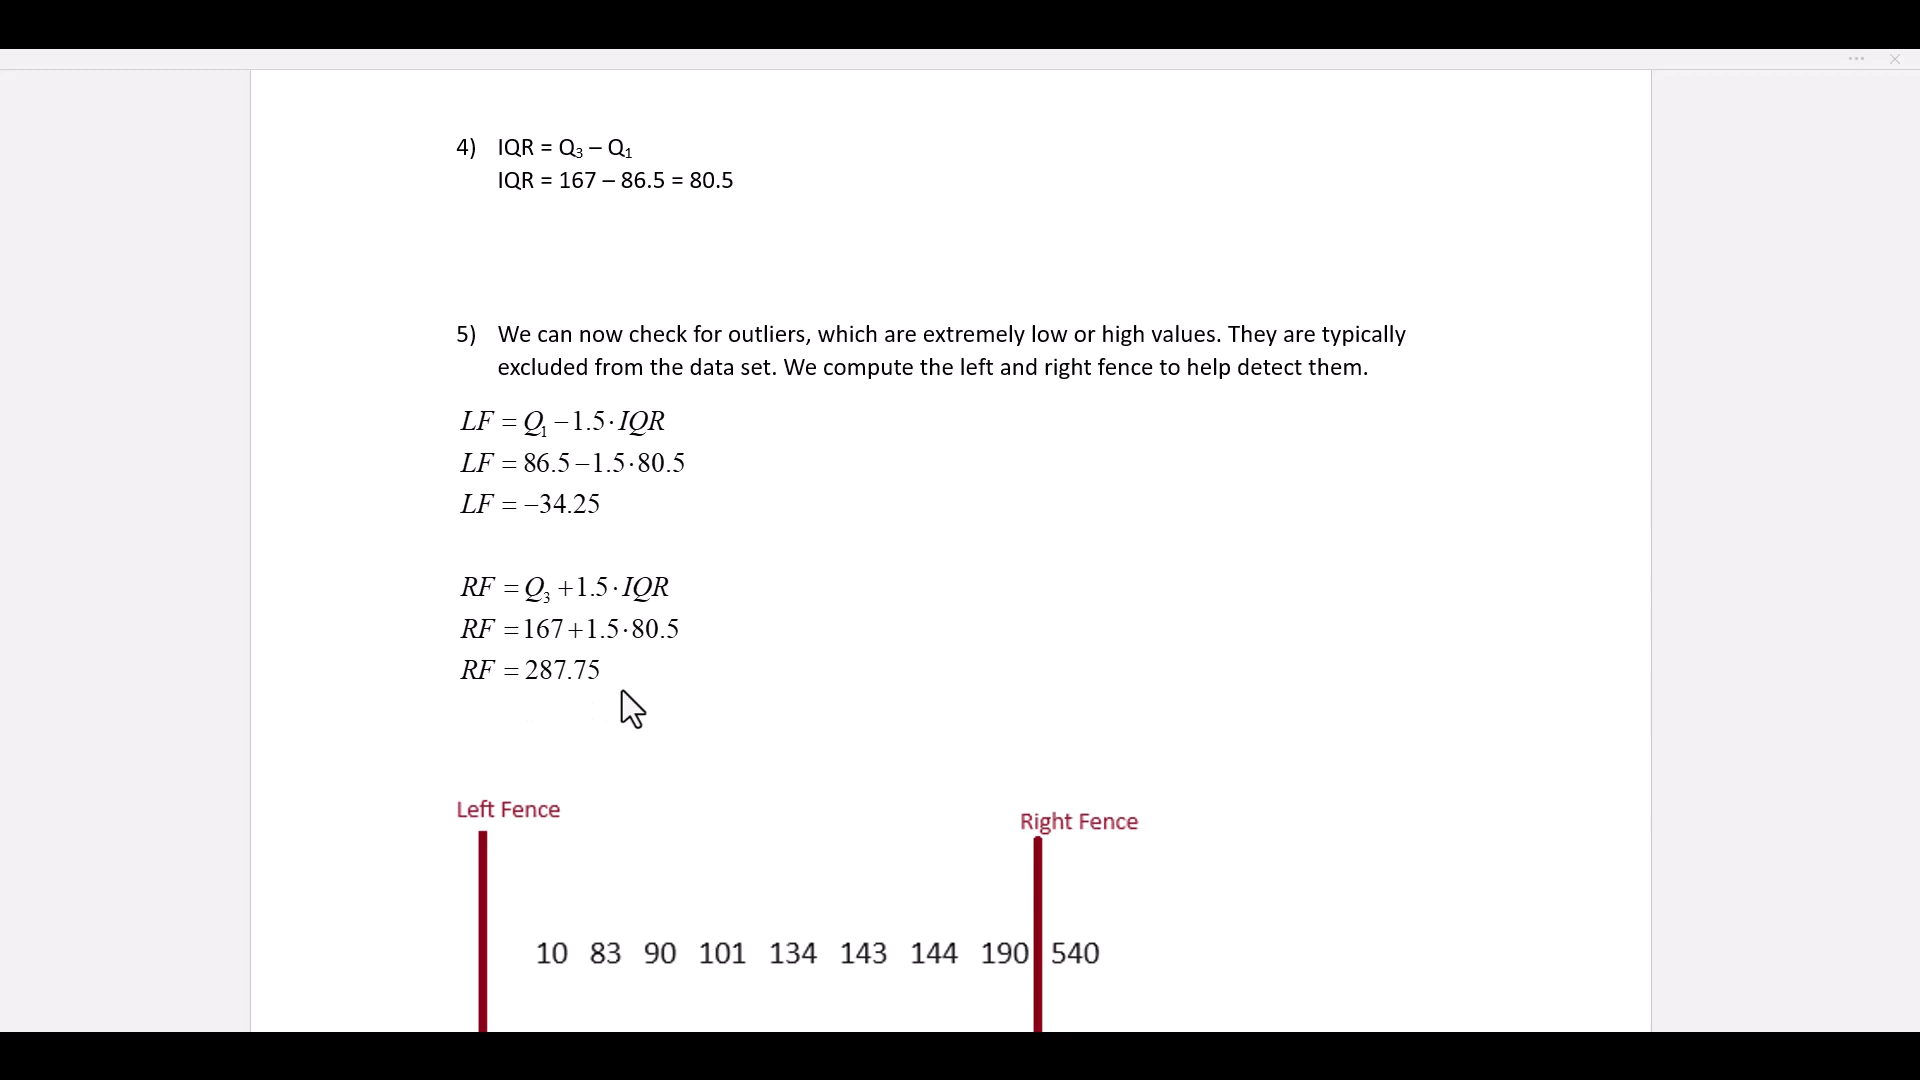 4) IQR = Q₃ – Q₁
IQR = 167 – 86.5 = 80.5
5) We can now check for outliers, which are extremely low or high values. They are typically
excluded from the data set. We compute the left and right fence to help detect them.
LF = Q₁ − 1.5 · IQR
LF = 86.5 − 1.5 · 80.5
LF = −34.25
RF = Q₃ + 1.5 · IQR
RF = 167 + 1.5 · 80.5
RF = 287.75
Left Fence
Right Fence
10 83 90 101 134 143 144 190 540